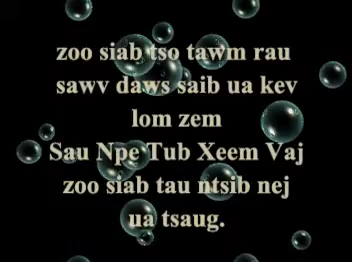 zoo siab tso tawm rau
sawv daws saib ua kev
lom zem
Sau Npe Tub Xeem Vaj
zoo siab tau ntsib nej
ua tsaug.